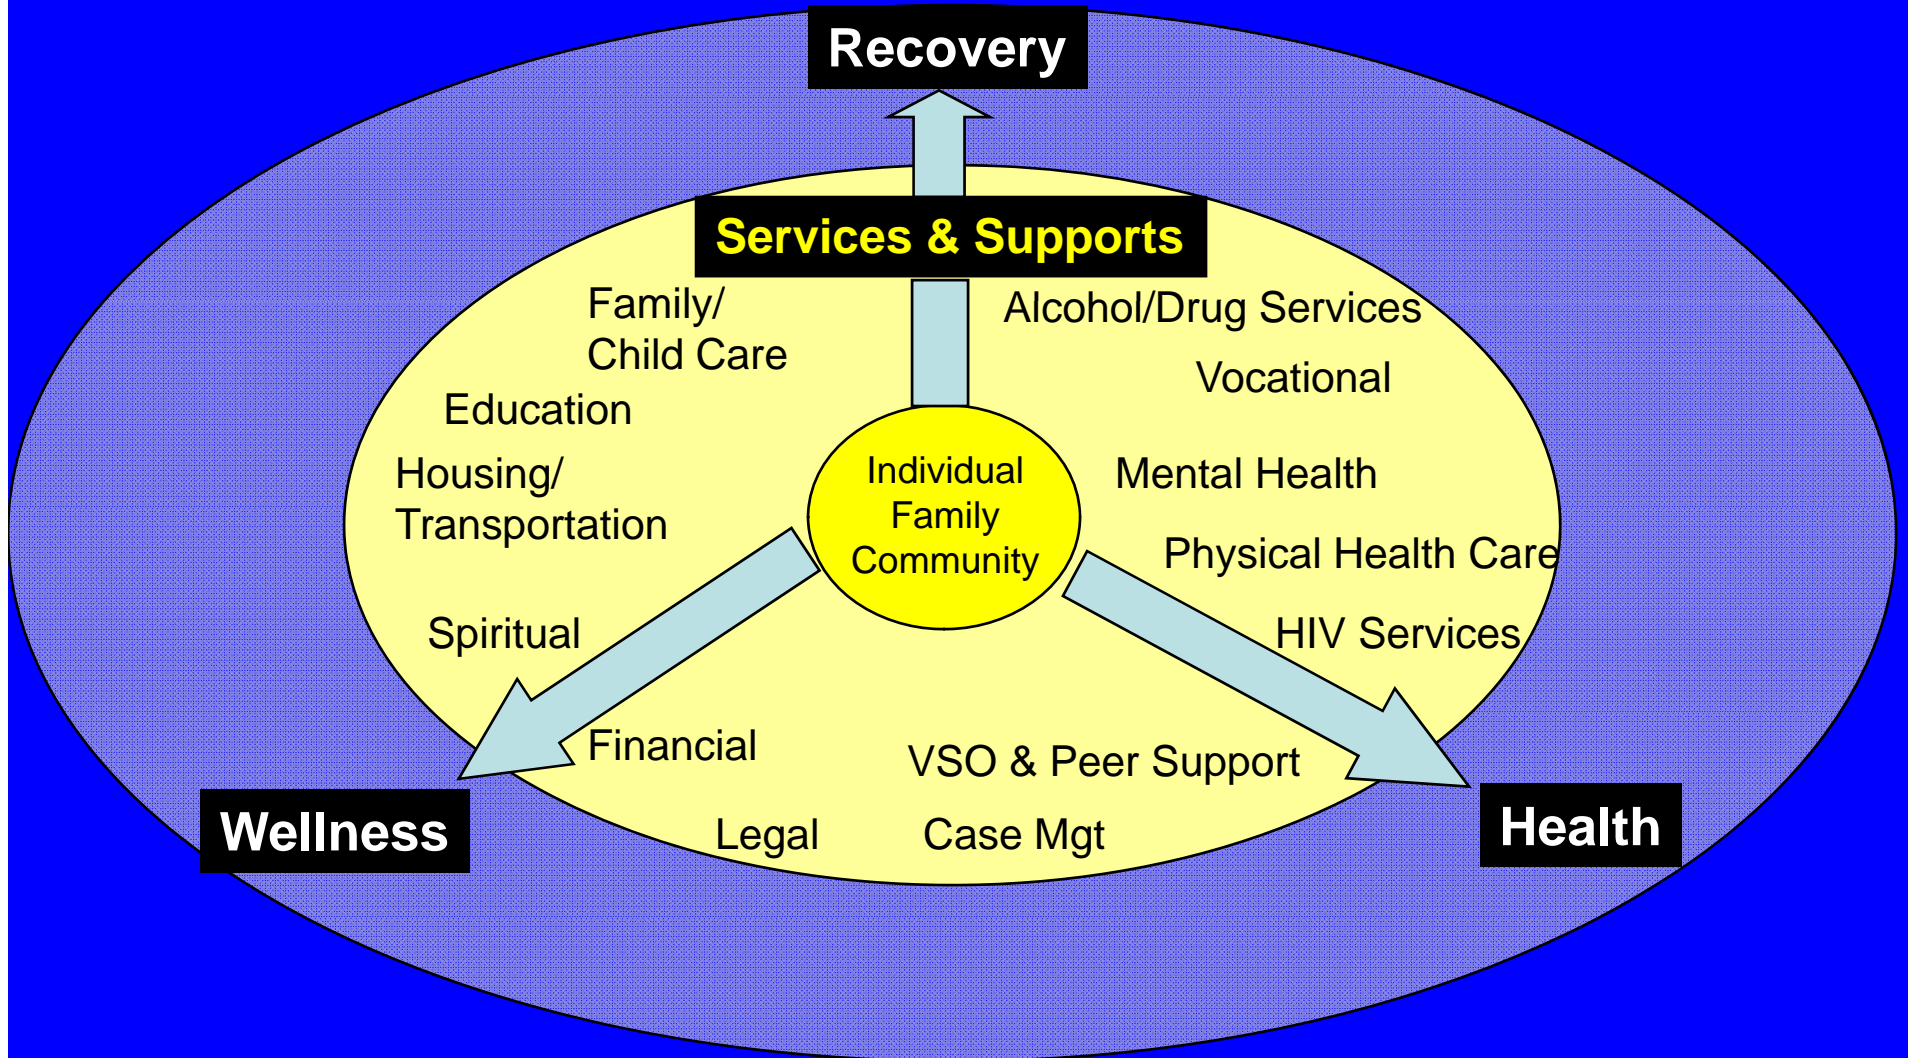 Recovery
Services & Supports
Family/
Child Care
Alcohol/Drug Services
Vocational
Education
Housing/
Transportation
Individual
Family
Community
Mental Health
Physical Health Care
Spiritual
HIV Services
Financial
VSO & Peer Support
Wellness
Legal
Case Mgt
Health